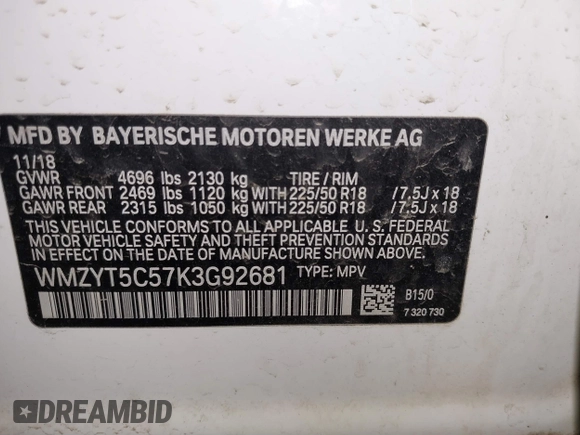 MFD BY BAYERISCHE MOTOREN WERKE AG
11/18
GVWR 4696 lbs 2130 kg TIRE / RIM
GAWR FRONT 2469 lbs 1120 kg WITH 225/50 R18 / 7,5J x 18
GAWR REAR 2315 lbs 1050 kg WITH 225/50 R18 / 7,5J x 18
THIS VEHICLE CONFORMS TO ALL APPLICABLE U. S. FEDERAL
MOTOR VEHICLE SAFETY, BUMPER, AND THEFT PREVENTION
STANDARDS IN EFFECT ON THE DATE OF MANUFACTURE SHOWN ABOVE.
WMZYT5C57K3G92681 TYPE: MPV
B15/0
7 320 730
DREAMBID